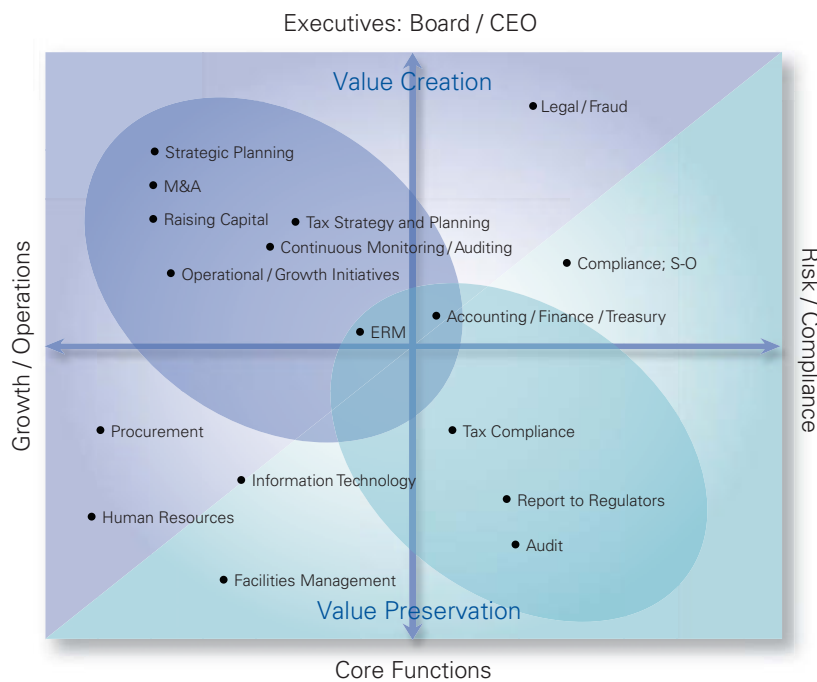 Executives: Board / CEO
Value Creation
Legal / Fraud
Strategic Planning
M&A
Raising Capital
Tax Strategy and Planning
Continuous Monitoring / Auditing
Compliance; S-O
Operational / Growth Initiatives
Growth / Operations
Risk / Compliance
Accounting / Finance / Treasury
ERM
Procurement
Tax Compliance
Information Technology
Report to Regulators
Human Resources
Audit
Facilities Management
Value Preservation
Core Functions